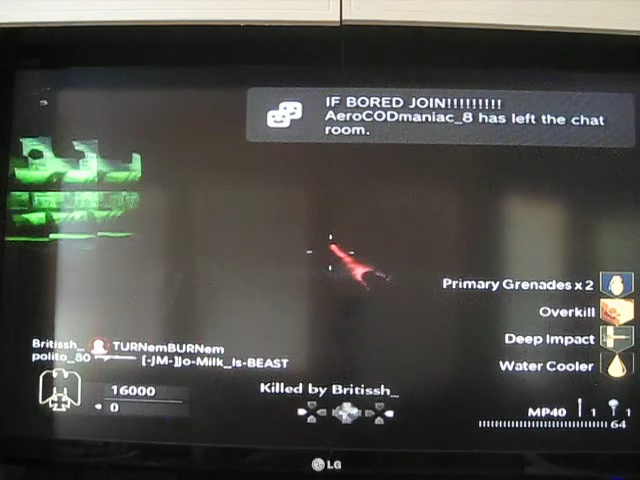 IF BORED JOIN!!!!!!!!!
AeroCODmaniac_8 has left the chat
room.
Primary Grenades x 2
Overkill
Deep Impact
Water Cooler
Britissh_ TURNemBURNem
polito_80 [-JM-]Jo-Milk_is-BEAST
Killed by Britissh_
16000
0
MP40 1 1
64
LG